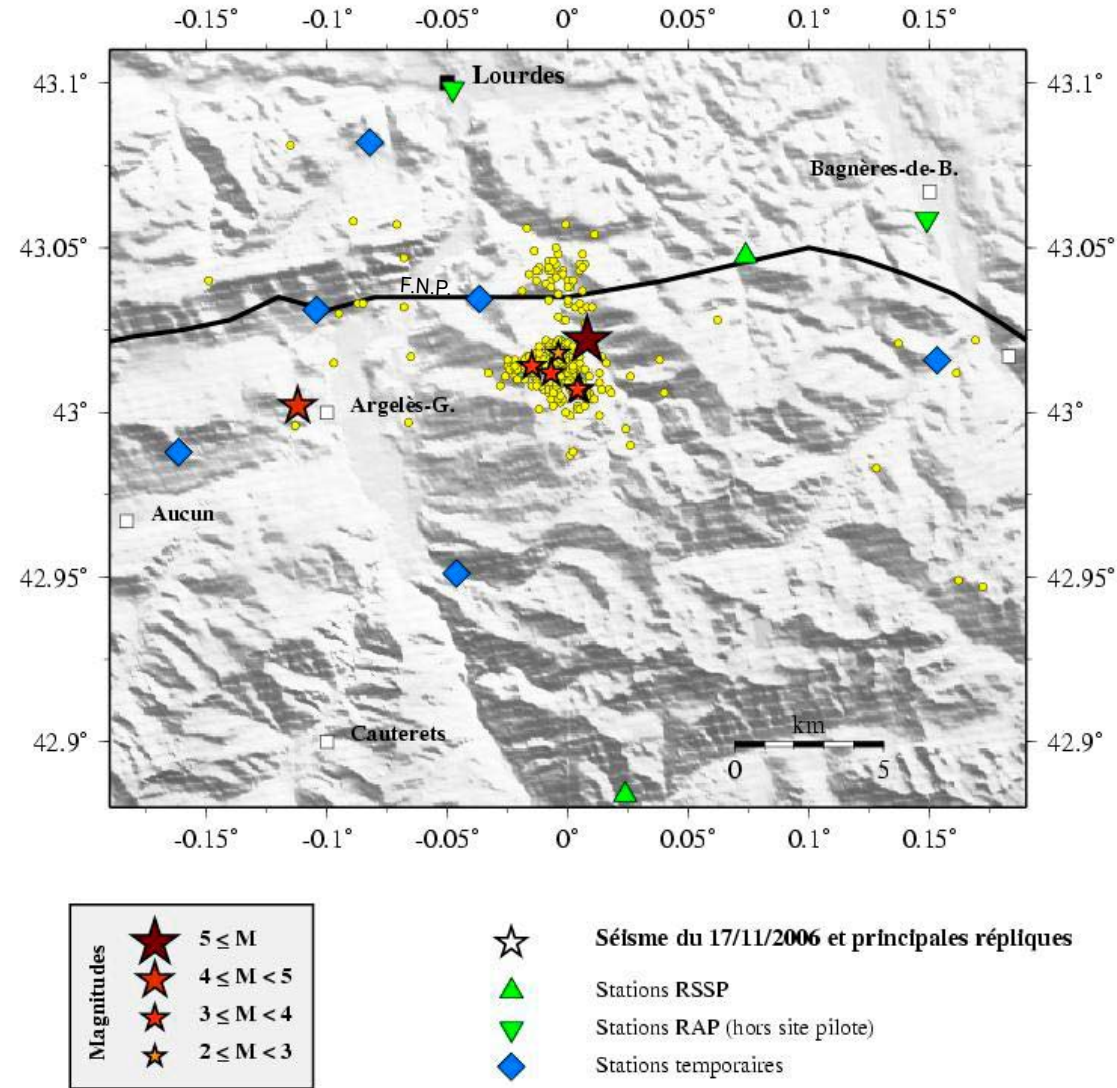 -0.15° -0.1° -0.05° 0° 0.05° 0.1° 0.15°
43.1° Lourdes 43.1°
Bagnères-de-B.
43.05° 43.05°
F.N.P.
43° Argelès-G. 43°
Aucun
42.95° 42.95°
Cauterets km
42.9° 42.9°
0 5
-0.15° -0.1° -0.05° 0° 0.05° 0.1° 0.15°
Magnitudes
5 ≤ M
4 ≤ M < 5
3 ≤ M < 4
2 ≤ M < 3
Séisme du 17/11/2006 et principales répliques
Stations RSSP
Stations RAP (hors site pilote)
Stations temporaires